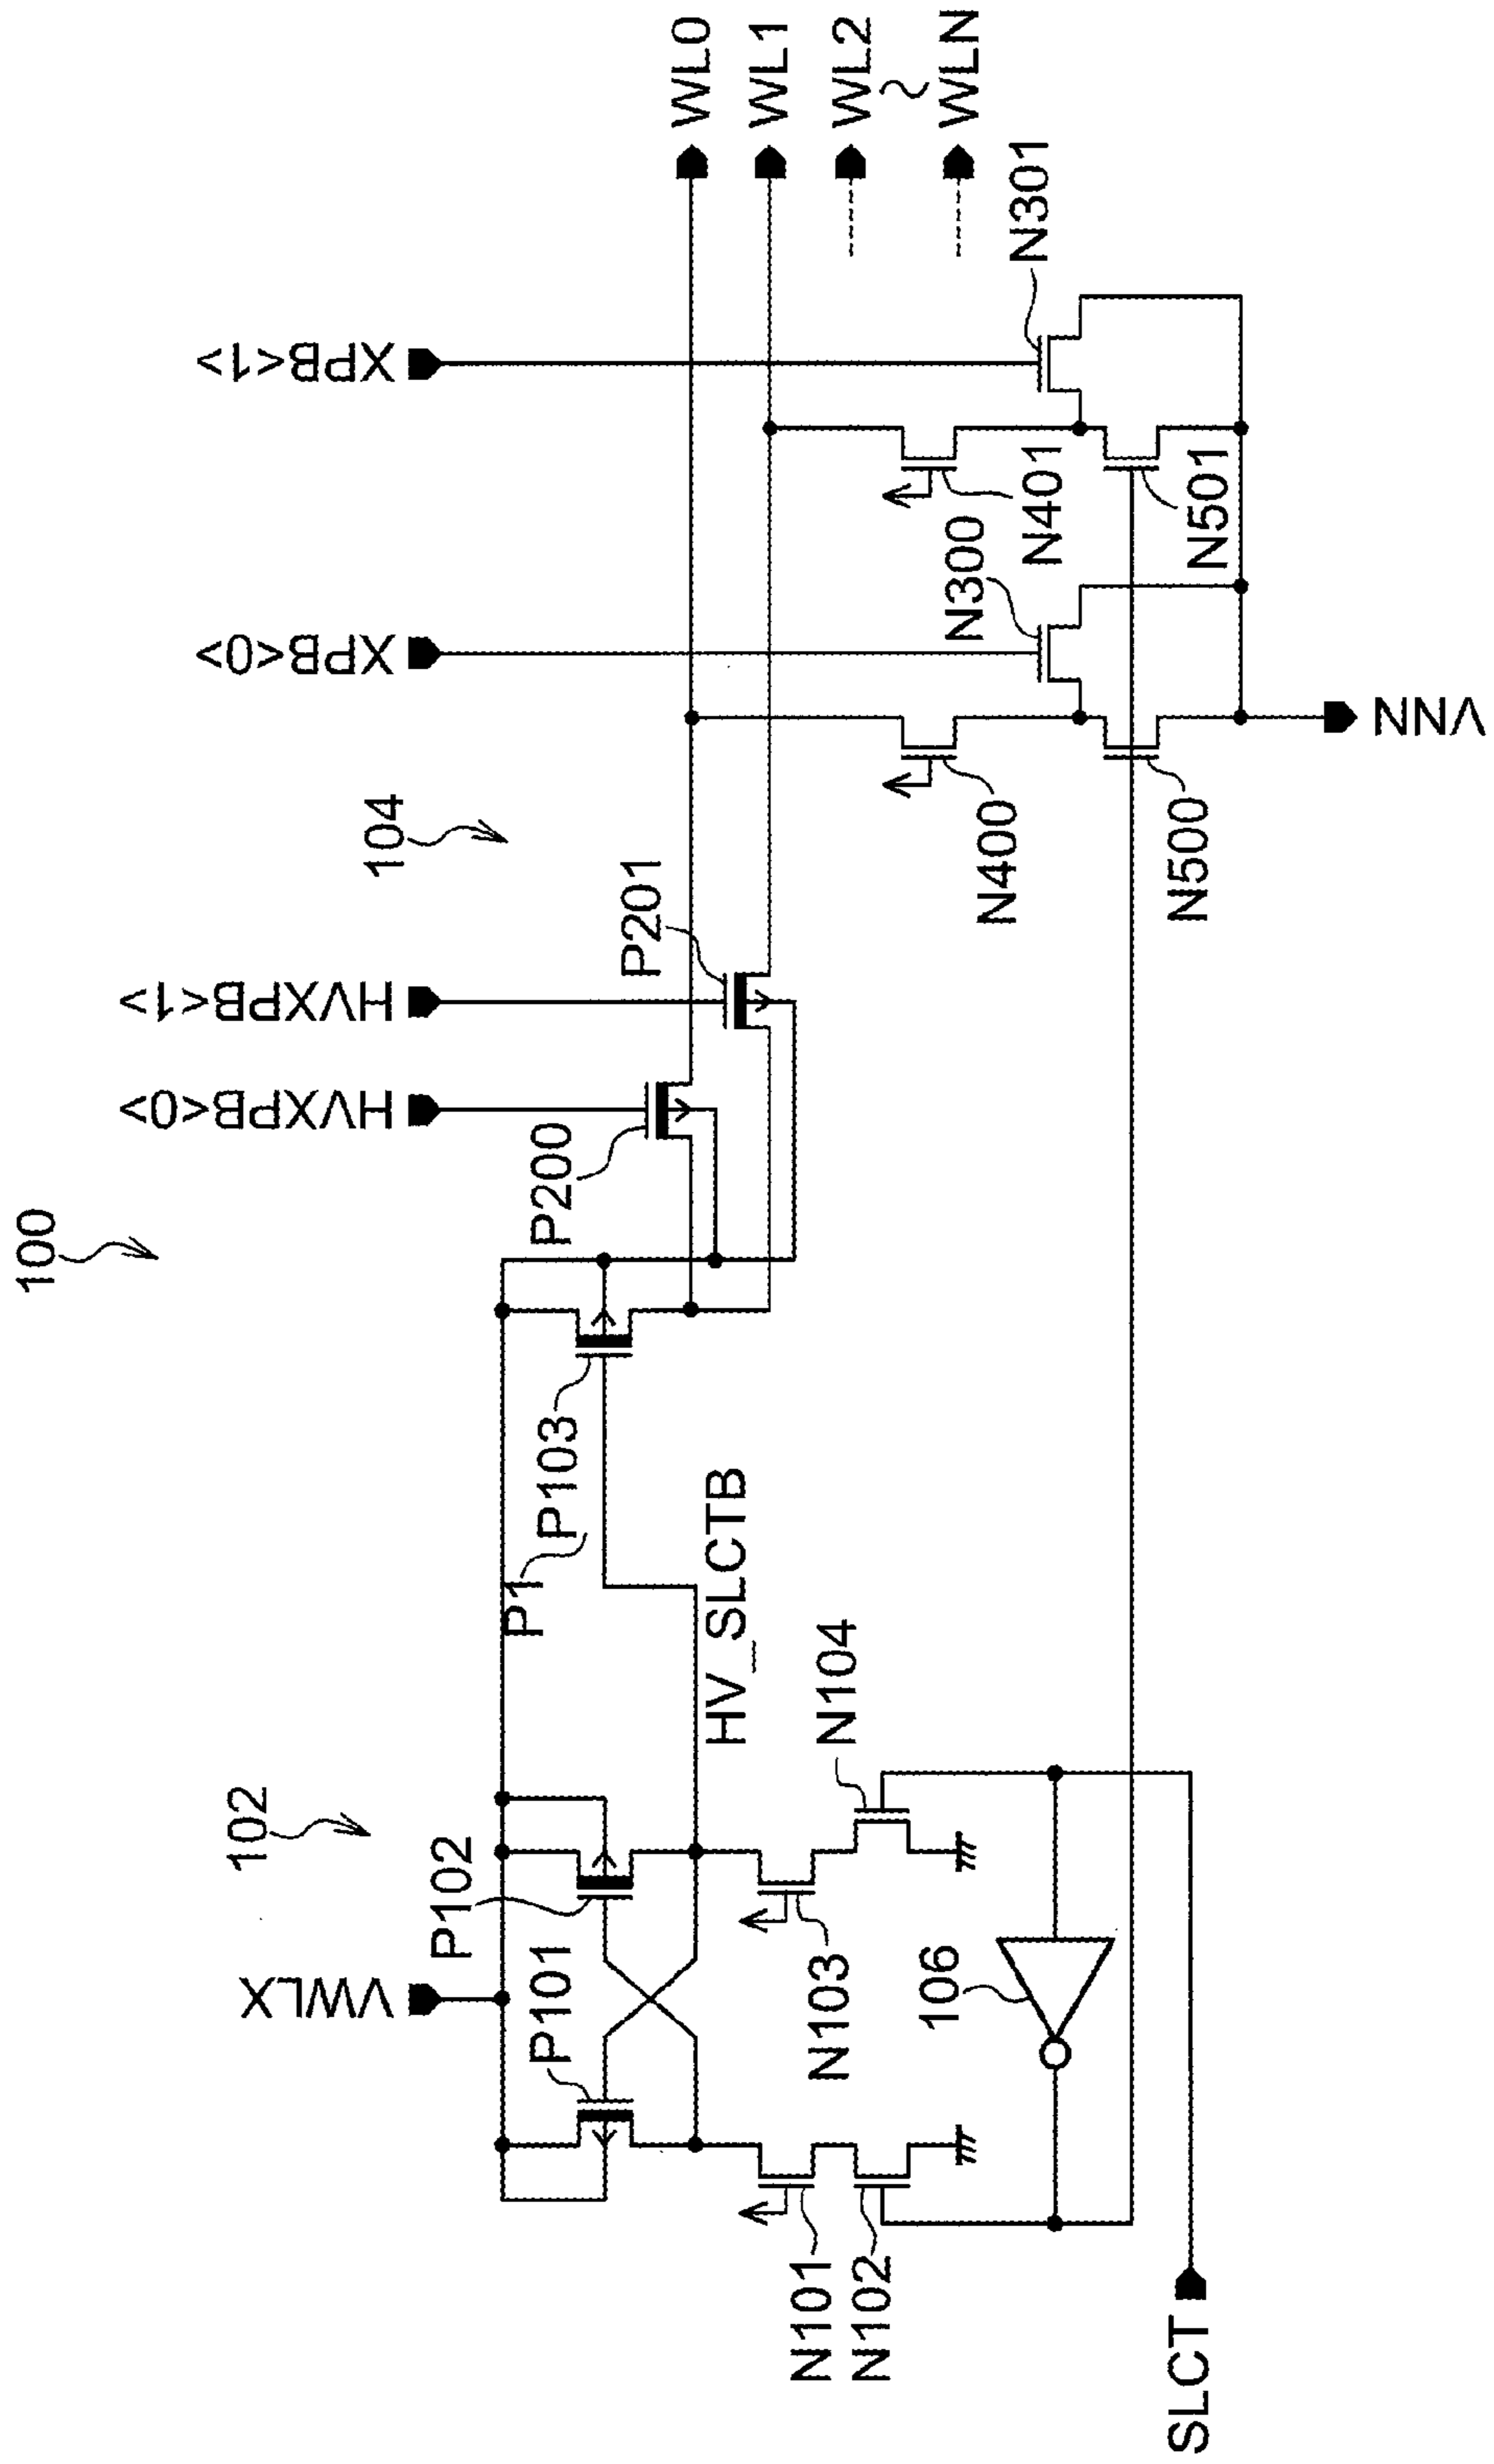 100
102
104
VWLX
HVXPB<0>
HVXPB<1>
XPB<0>
XPB<1>
P101
P102
P1
P103
P200
P201
WL0
WL1
WL2
WLN
HV_SLCTB
N101
N102
N103
N104
106
N400
N300
N401
N301
N500
N501
SLCT
VNN